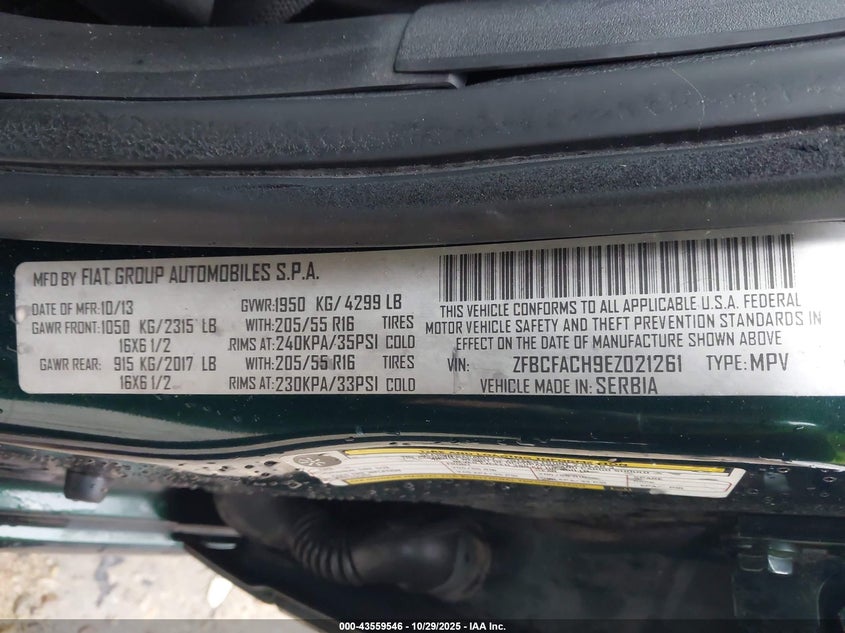 MFD BY FIAT GROUP AUTOMOBILES S.P.A.
DATE OF MFR: 10/13 GVWR: 1950 KG/ 4299 LB
GAWR FRONT: 1050 KG/2315 LB WITH: 205/55 R16 TIRES
16X6 1/2 RIMS AT: 240KPA/35PSI COLD
GAWR REAR: 915 KG/2017 LB WITH: 205/55 R16 TIRES
16X6 1/2 RIMS AT: 230KPA/33PSI COLD
THIS VEHICLE CONFORMS TO ALL APPLICABLE U.S.A. FEDERAL
MOTOR VEHICLE SAFETY AND THEFT PREVENTION STANDARDS IN
EFFECT ON THE DATE OF MANUFACTURE SHOWN ABOVE.
VIN: ZFBCFACH9EZ021261 TYPE: MPV
VEHICLE MADE IN: SERBIA
000-43559546 - 10/29/2025 - IAA Inc.